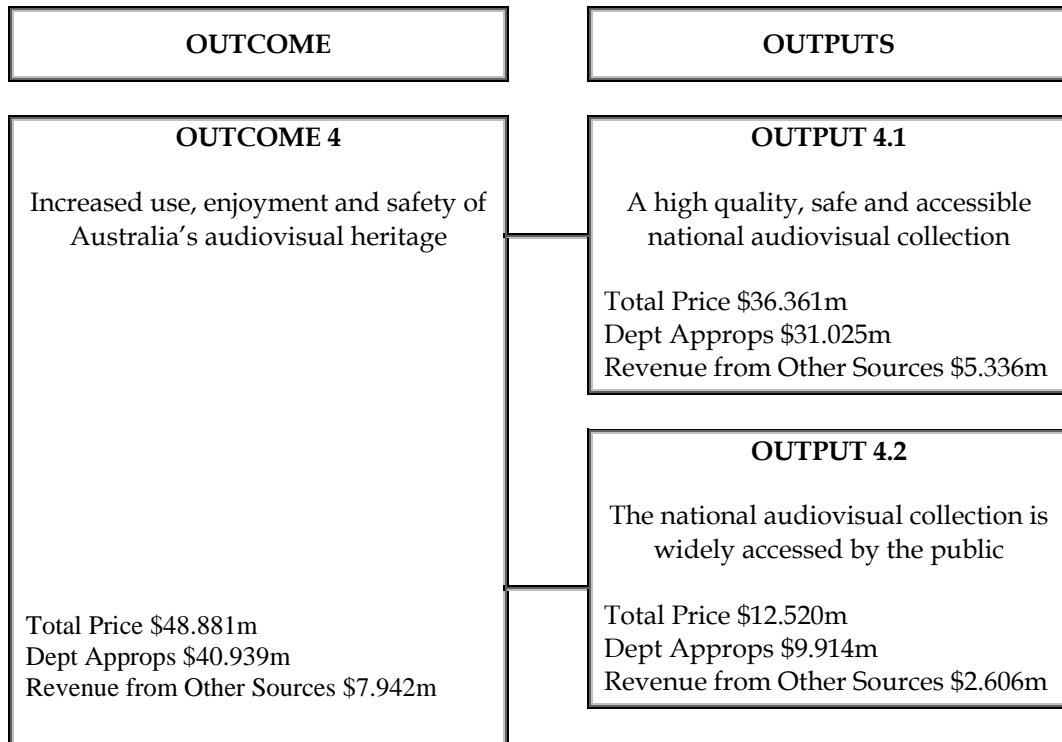 OUTCOME
OUTPUTS
OUTCOME 4
Increased use, enjoyment and safety of
Australia’s audiovisual heritage
Total Price $48.881m
Dept Approps $40.939m
Revenue from Other Sources $7.942m
OUTPUT 4.1
A high quality, safe and accessible
national audiovisual collection
Total Price $36.361m
Dept Approps $31.025m
Revenue from Other Sources $5.336m
OUTPUT 4.2
The national audiovisual collection is
widely accessed by the public
Total Price $12.520m
Dept Approps $9.914m
Revenue from Other Sources $2.606m